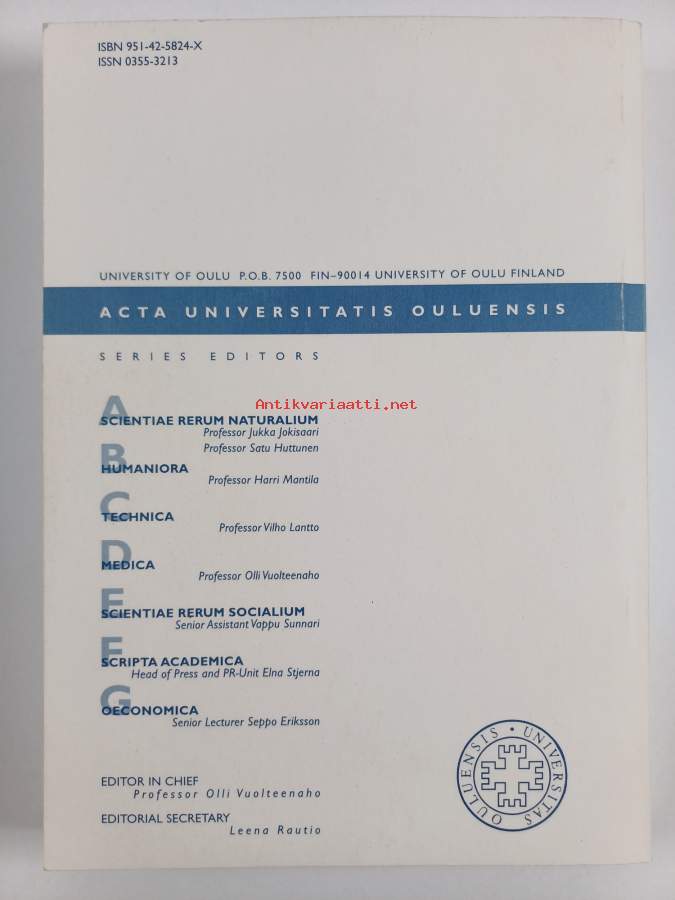 ISBN 951-42-5824-X
ISSN 0355-3213
UNIVERSITY OF OULU P.O.B. 7500 FIN-90014 UNIVERSITY OF OULU FINLAND
ACTA UNIVERSITATIS OULUENSIS
SERIES EDITORS
Antikvariaatti.net
A
SCIENTIAE RERUM NATURALIUM
Professor Jukka Jokisaari
Professor Satu Huttunen
B
HUMANIORA
Professor Harri Mantila
C
TECHNICA
Professor Vilho Lantto
D
MEDICA
Professor Olli Vuolteenaho
E
SCIENTIAE RERUM SOCIALIUM
Senior Assistant Vappu Sunnari
F
SCRIPTA ACADEMICA
Head of Press and PR-Unit Elna Stjerna
G
OECONOMICA
Senior Lecturer Seppo Eriksson
EDITOR IN CHIEF
Professor Olli Vuolteenaho
EDITORIAL SECRETARY
Leena Rautio
UNIVERSITAS OULUENSIS